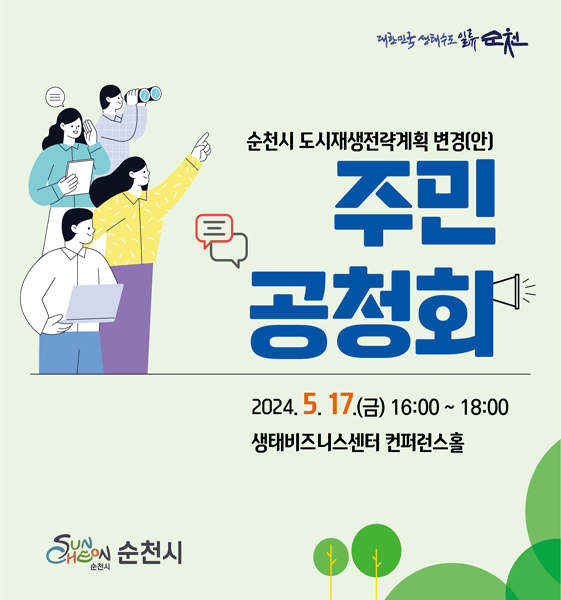 대한민국 생태수도 일류 순천
순천시 도시재생전략계획 변경(안)
주민
공청회
2024. 5. 17.(금) 16:00 ~ 18:00
생태비즈니스센터 컨퍼런스홀
SUN
CHEON
순천시
순천시